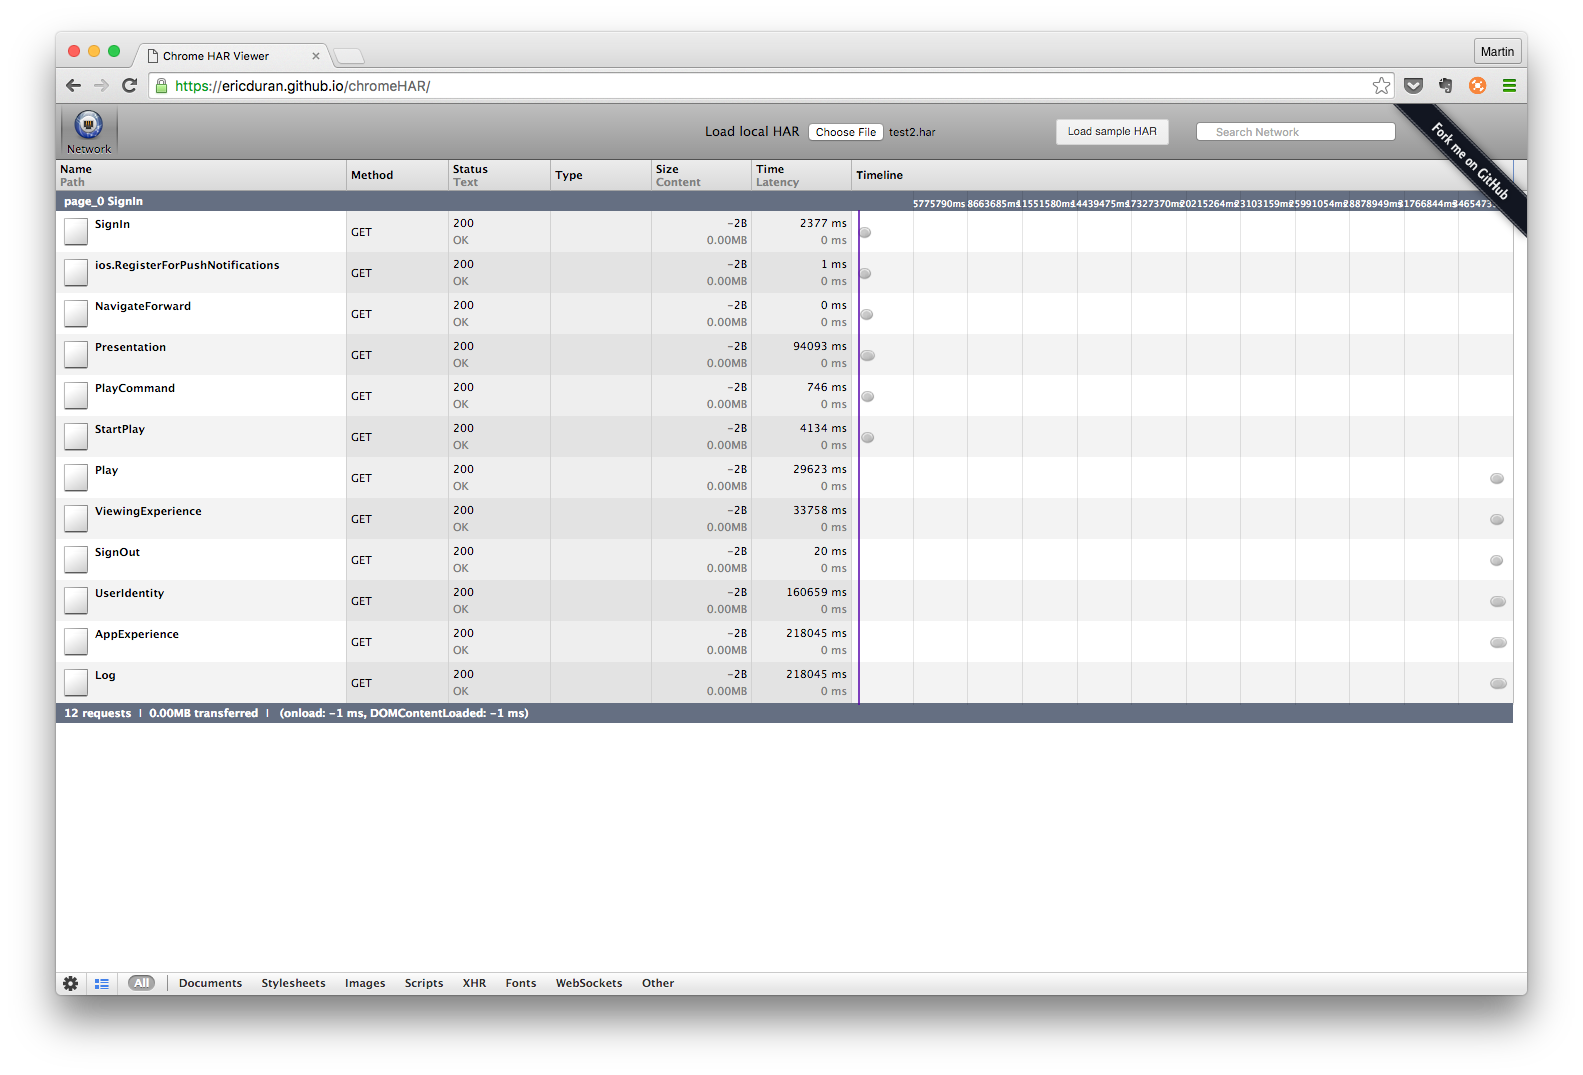 Chrome HAR Viewer
Martin
https://ericduran.github.io/chromeHAR/
Network
Load local HAR Choose File test2.har
Load sample HAR
Search Network
Fork me on GitHub
Name Method Status Type Size Time Timeline
Path Text Content Latency
page_0 SignIn 5775790ms 8663685ms 11551580ms 14439475ms 17327370ms 20215264ms 23103159ms 25991054ms 28878949ms 31766844ms
SignIn GET 200 -2B 2377 ms
OK 0.00MB 0 ms
ios.RegisterForPushNotifications GET 200 -2B 1 ms
OK 0.00MB 0 ms
NavigateForward GET 200 -2B 0 ms
OK 0.00MB 0 ms
Presentation GET 200 -2B 94093 ms
OK 0.00MB 0 ms
PlayCommand GET 200 -2B 746 ms
OK 0.00MB 0 ms
StartPlay GET 200 -2B 4134 ms
OK 0.00MB 0 ms
Play GET 200 -2B 29623 ms
OK 0.00MB 0 ms
ViewingExperience GET 200 -2B 33758 ms
OK 0.00MB 0 ms
SignOut GET 200 -2B 20 ms
OK 0.00MB 0 ms
UserIdentity GET 200 -2B 160659 ms
OK 0.00MB 0 ms
AppExperience GET 200 -2B 218045 ms
OK 0.00MB 0 ms
Log GET 200 -2B 218045 ms
OK 0.00MB 0 ms
12 requests | 0.00MB transferred | (onload: -1 ms, DOMContentLoaded: -1 ms)
All Documents Stylesheets Images Scripts XHR Fonts WebSockets Other